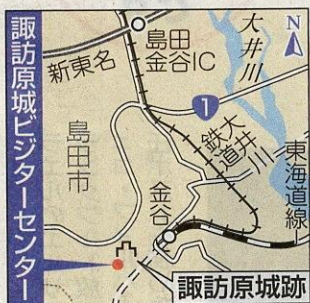 諏訪原城ビジターセンター
島田
金谷IC
新東名
大井川
N
1
島田市
大井川
鉄道
東海道線
金谷
諏訪原城跡